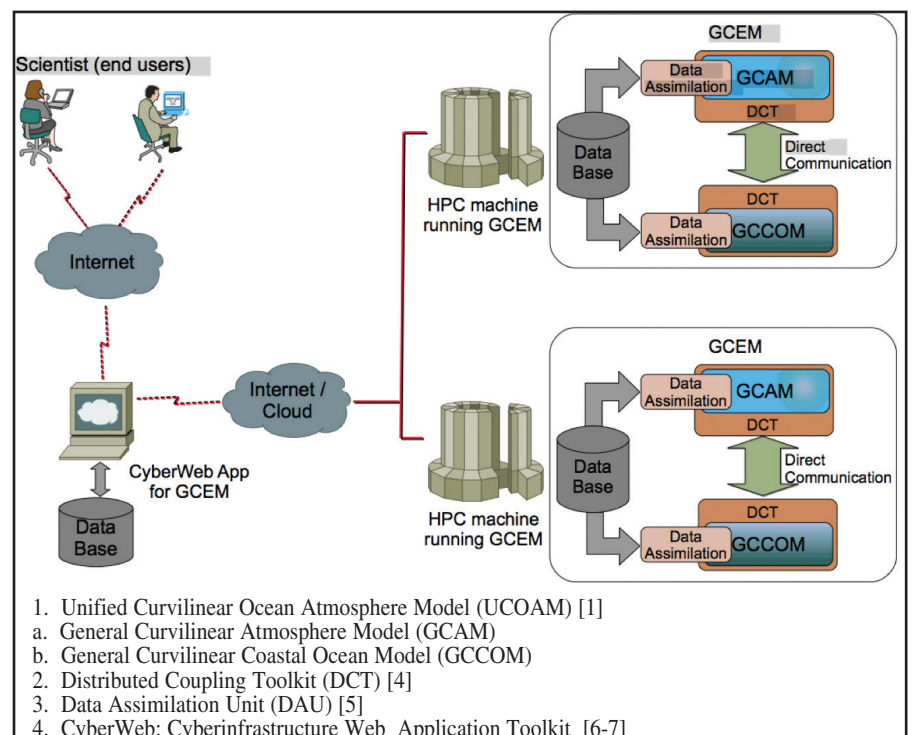 Scientist (end users)
Internet
CyberWeb App
for GCEM
Data
Base
Internet /
Cloud
HPC machine
running GCEM
GCEM
Data
Base
Data
Assimilation
GCAM
DCT
Direct
Communication
DCT
Data
Assimilation
GCCOM
HPC machine
running GCEM
GCEM
Data
Base
Data
Assimilation
GCAM
DCT
Direct
Communication
DCT
Data
Assimilation
GCCOM
1. Unified Curvilinear Ocean Atmosphere Model (UCOAM) [1]
a. General Curvilinear Atmosphere Model (GCAM)
b. General Curvilinear Coastal Ocean Model (GCCOM)
2. Distributed Coupling Toolkit (DCT) [4]
3. Data Assimilation Unit (DAU) [5]
4. CyberWeb: Cyberinfrastructure Web Application Toolkit [6-7]